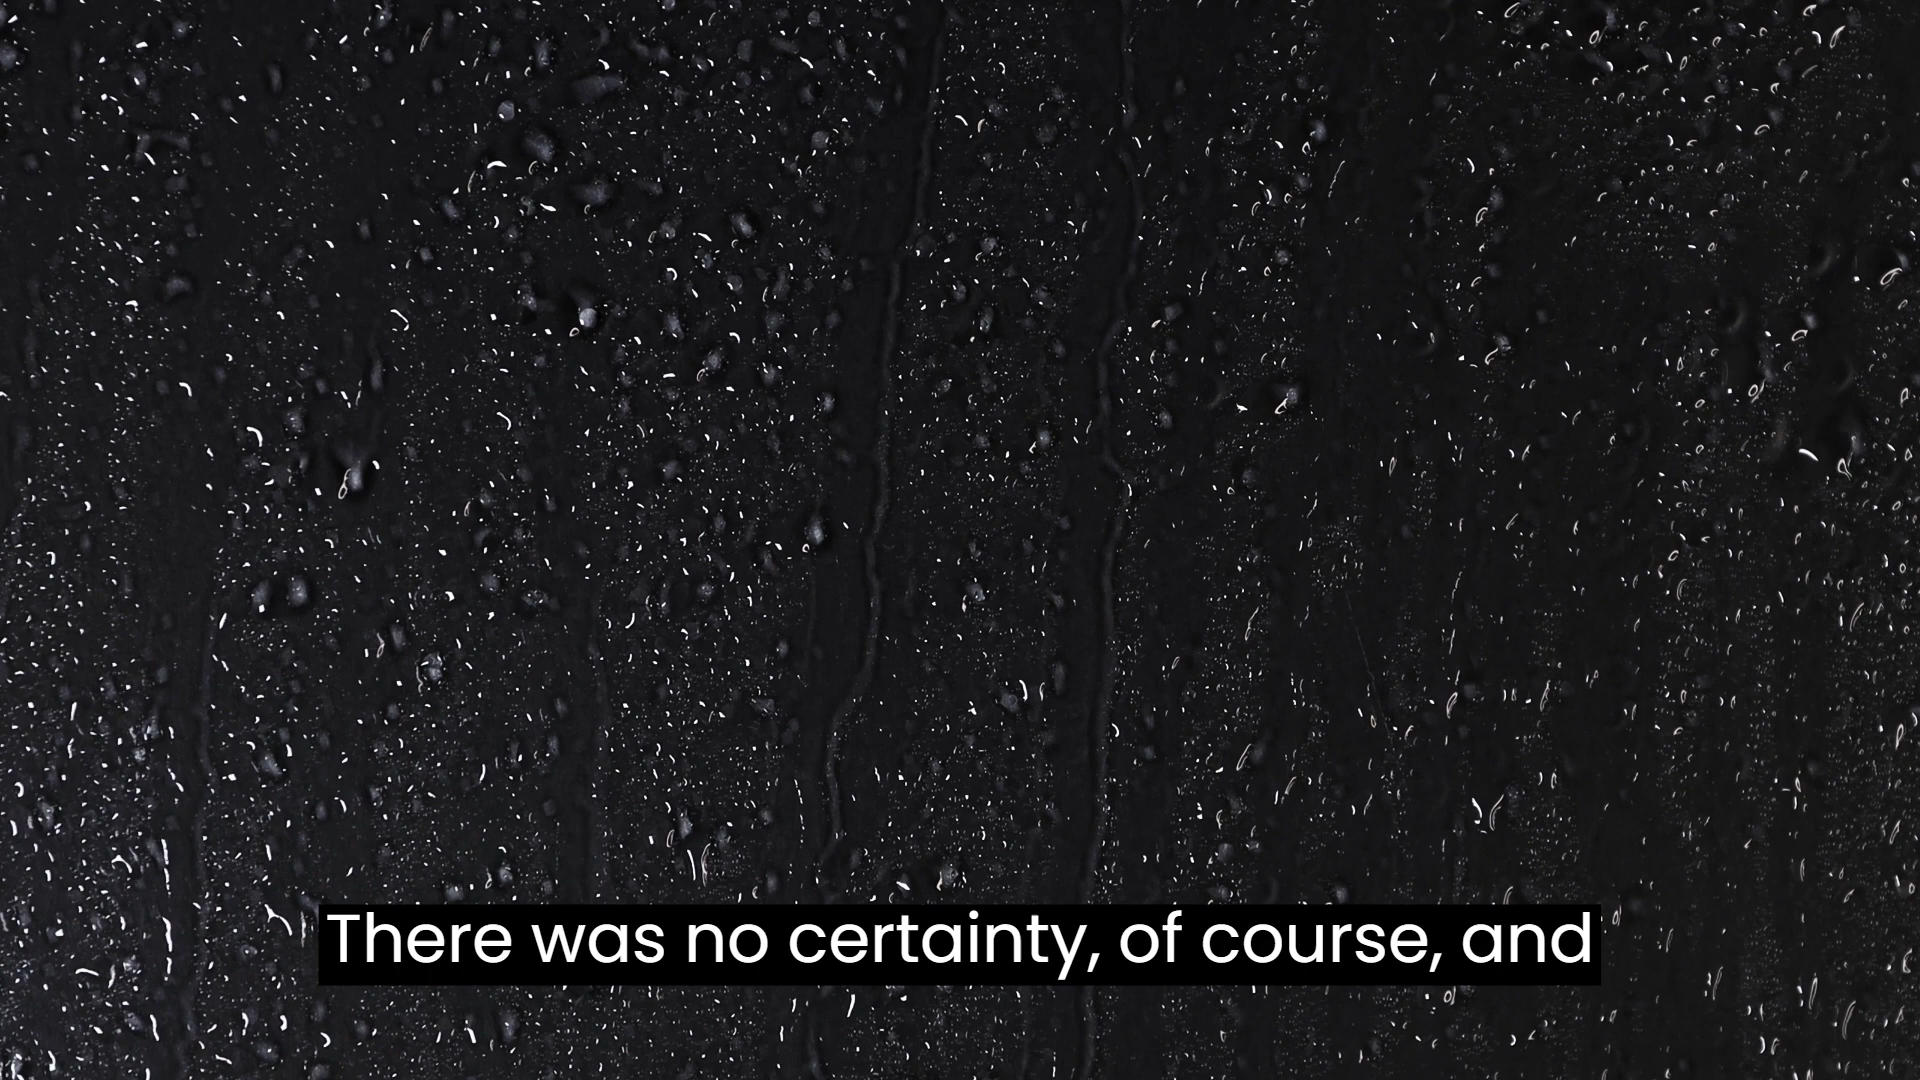 There was no certainty, of course, and